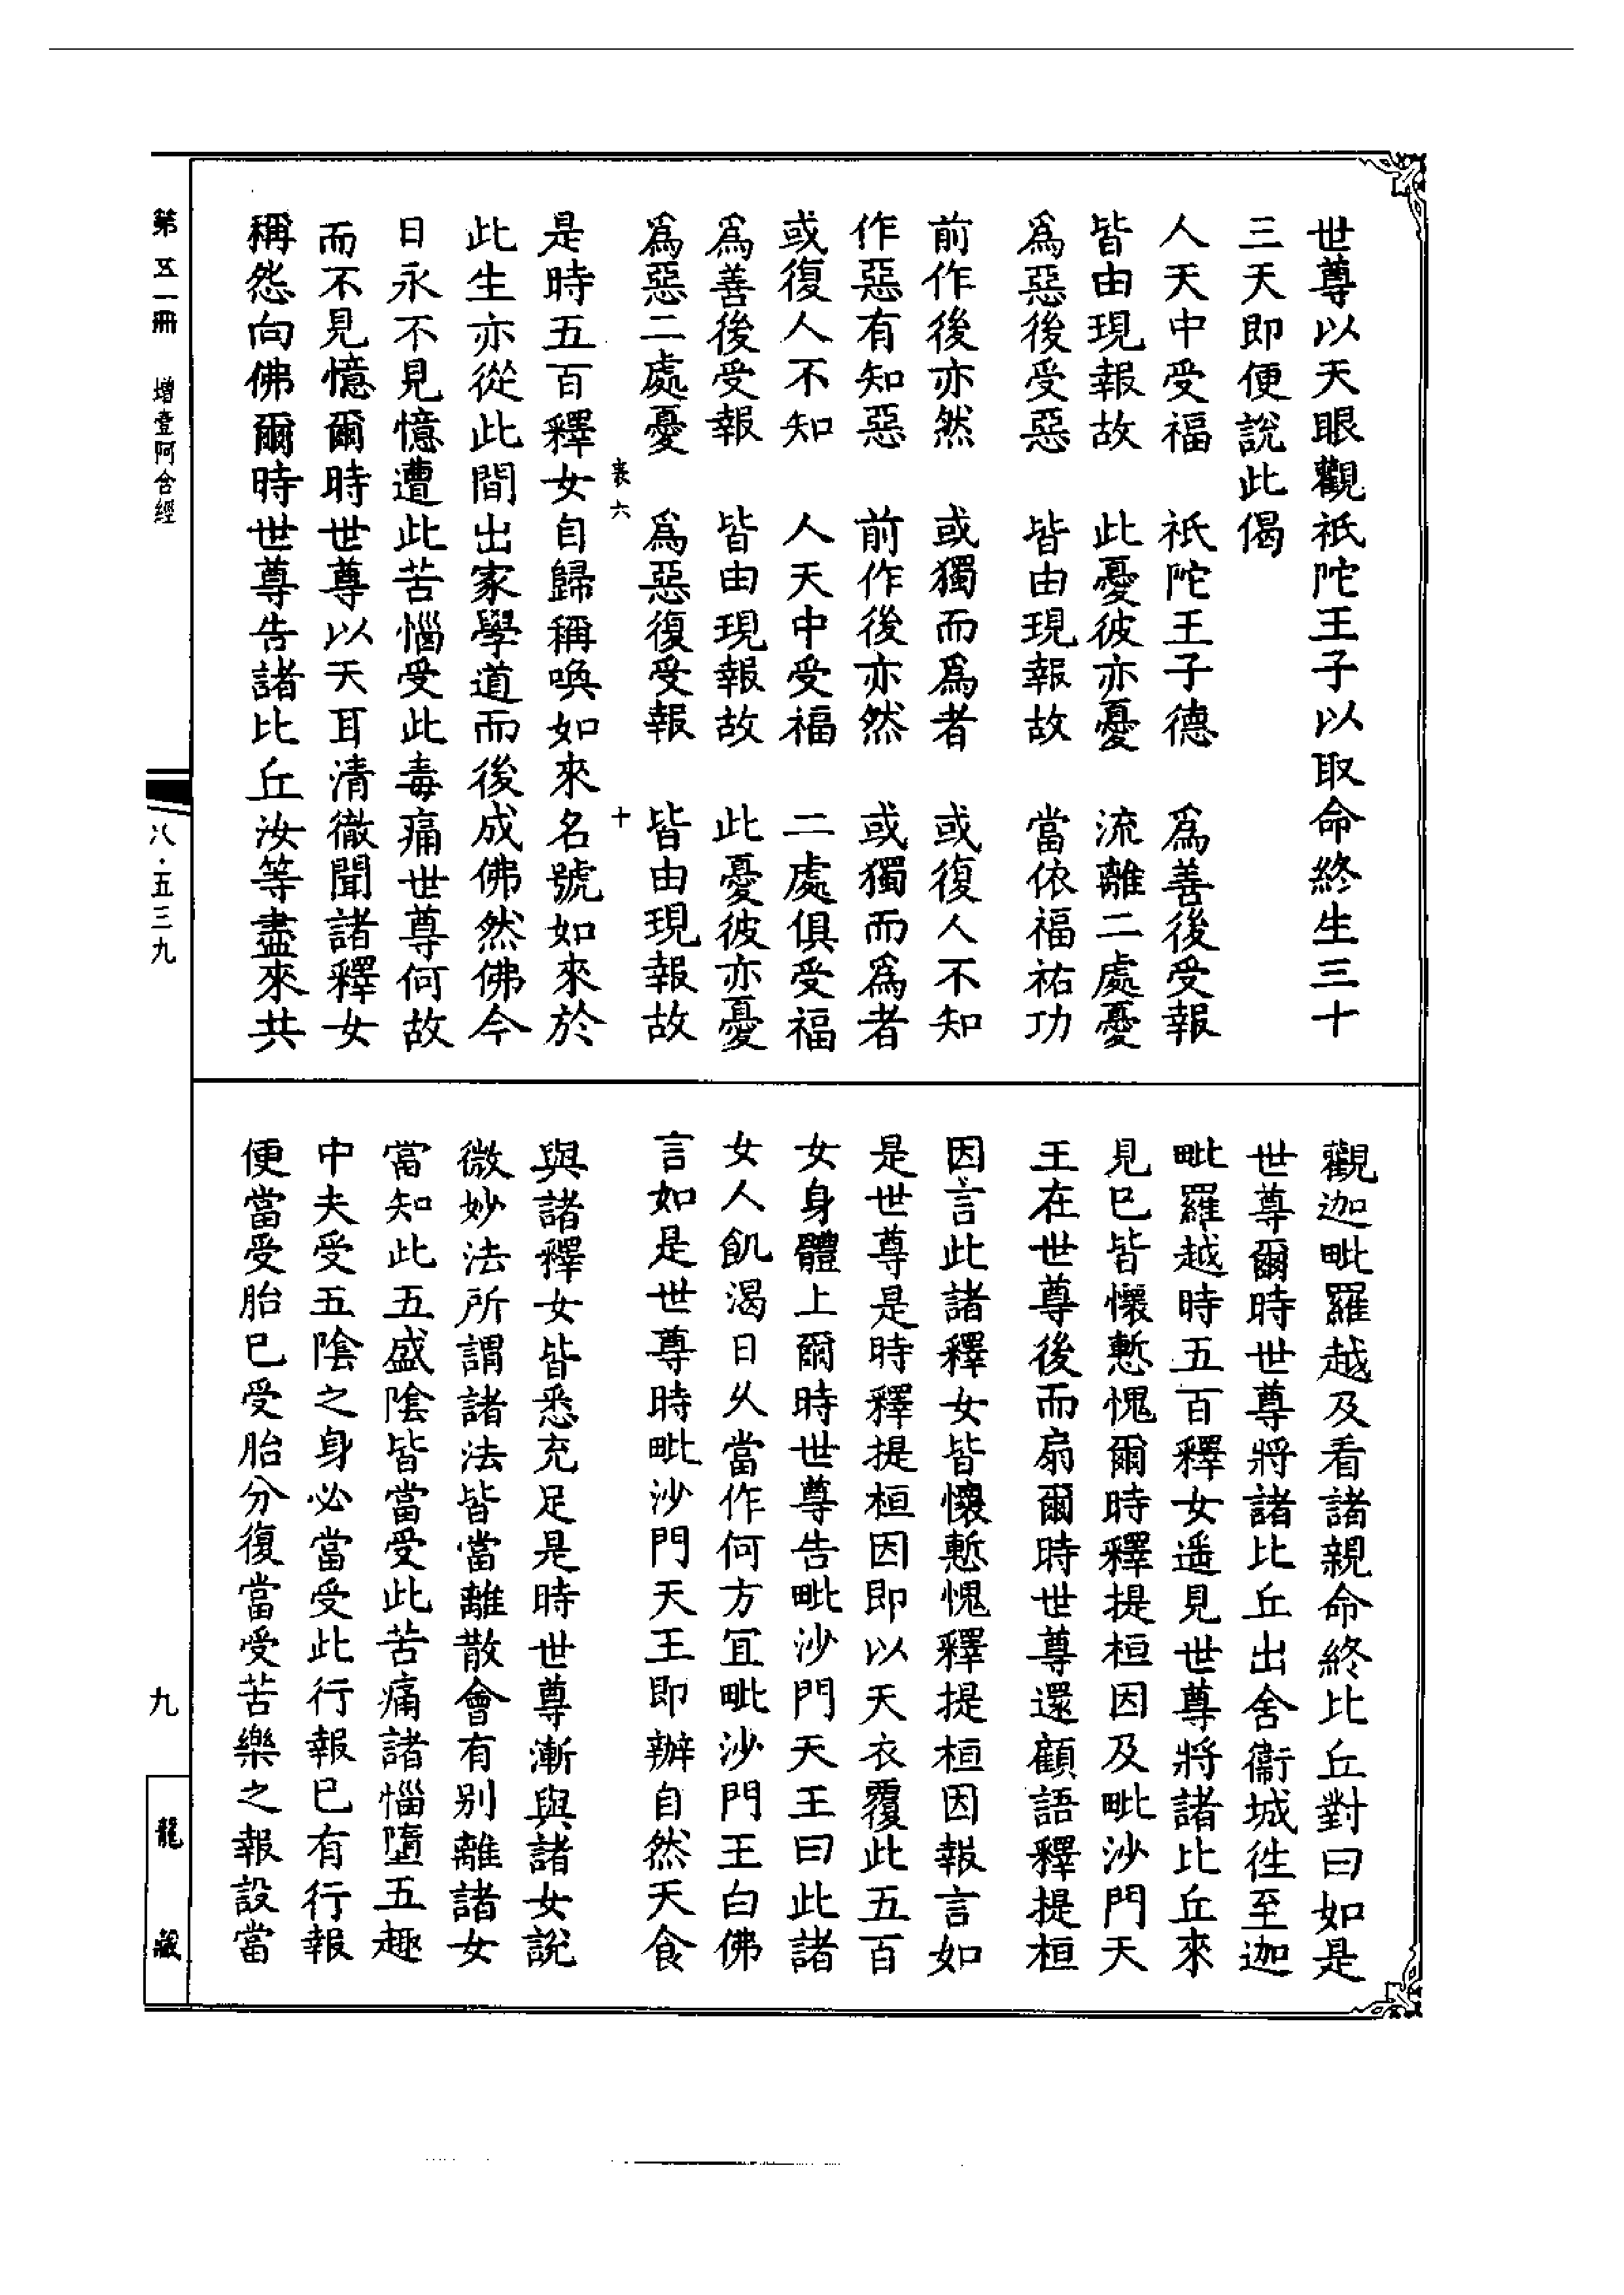 世尊以天眼觀祇陀王子以取命終生三十
三天即便說此偈
人天中受福　祇陀王子德　爲善後受報
皆由現報故　此憂彼亦憂　流離二處憂
爲惡後受惡　皆由現報故　當依福祐功
前作後亦然　或獨而爲者　或復人不知
作惡有知惡　前作後亦然　或獨而爲者
或復人不知　人天中受福　二處俱受福
爲善後受報　皆由現報故　此憂彼亦憂
爲惡二處憂　爲惡復受報　皆由現報故
裘六　十
是時五百釋女自歸稱喚如來名號如來於
此生亦從此間出家學道而後成佛然佛今
日永不見憶遭此苦惱受此毒痛世尊何故
而不見憶爾時世尊以天耳清徹聞諸釋女
稱怨向佛爾時世尊告諸比丘汝等盡來共
觀迦毗羅越及看諸親命終比丘對曰如是
世尊爾時世尊將諸比丘出舍衞城往至迦
毗羅越時五百釋女遥見世尊將諸比丘來
見已皆懷慙愧爾時釋提桓因及毗沙門天
王在世尊後而扇爾時世尊還顧語釋提桓
因言此諸釋女皆懷慙愧釋提桓因報言如
是世尊是時釋提桓因即以天衣覆此五百
女身體上爾時世尊告毗沙門天王曰此諸
女人飢渴日久當作何方宜毗沙門王白佛
言如是世尊時毗沙門天王即辦自然天食
與諸釋女皆悉充足是時世尊漸與諸女說
微妙法所謂諸法皆當離散會有别離諸女
當知此五盛陰皆當受此苦痛諸惱墮五趣
中夫受五陰之身必當受此行報已有行報
便當受胎已受胎分復當受苦樂之報設當
第五一冊　增壹阿含經
八·五三九
九
龍藏